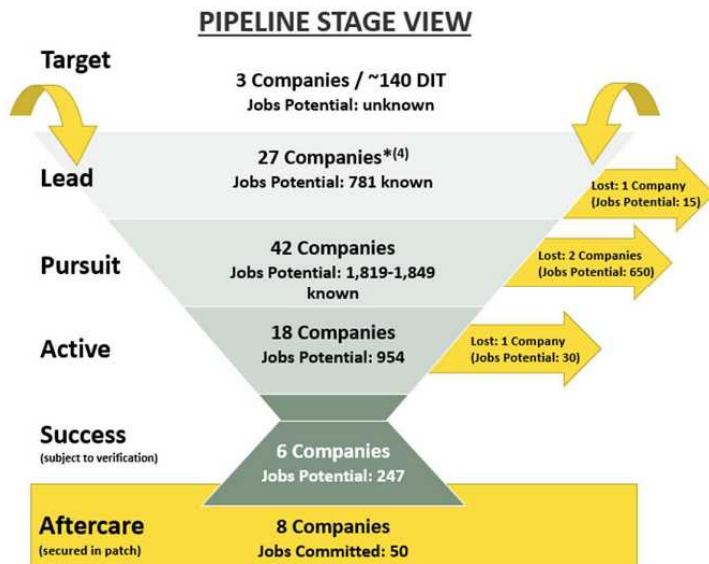 PIPELINE STAGE VIEW
Target
3 Companies / ~140 DIT
Jobs Potential: unknown
Lead
27 Companies*(4)
Jobs Potential: 781 known
Lost: 1 Company
(Jobs Potential: 15)
Pursuit
42 Companies
Jobs Potential: 1,819-1,849
known
Lost: 2 Companies
(Jobs Potential: 650)
Active
18 Companies
Jobs Potential: 954
Lost: 1 Company
(Jobs Potential: 30)
Success
(subject to verification)
6 Companies
Jobs Potential: 247
Aftercare
(secured in patch)
8 Companies
Jobs Committed: 50